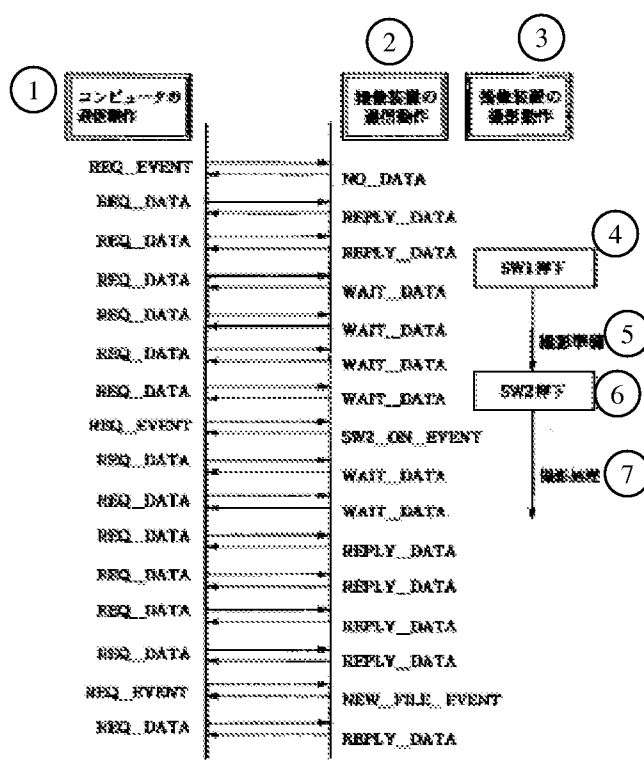 1
2
3
コンピュータの
通信動作
撮像装置の
通信動作
撮像装置の
撮影動作
REQ_EVENT
NO_DATA
REQ_DATA
REPLY_DATA
REQ_DATA
REPLY_DATA
4
SW1押下
REQ_DATA
WAIT_DATA
REQ_DATA
WAIT_DATA
5
撮影準備
REQ_DATA
WAIT_DATA
REQ_DATA
WAIT_DATA
SW2押下
6
REQ_EVENT
SW2_ON_EVENT
REQ_DATA
WAIT_DATA
撮影処理
7
REQ_DATA
WAIT_DATA
REQ_DATA
REPLY_DATA
REQ_DATA
REPLY_DATA
REQ_DATA
REPLY_DATA
REQ_DATA
REPLY_DATA
REQ_EVENT
NEW_FILE_EVENT
REQ_DATA
REPLY_DATA